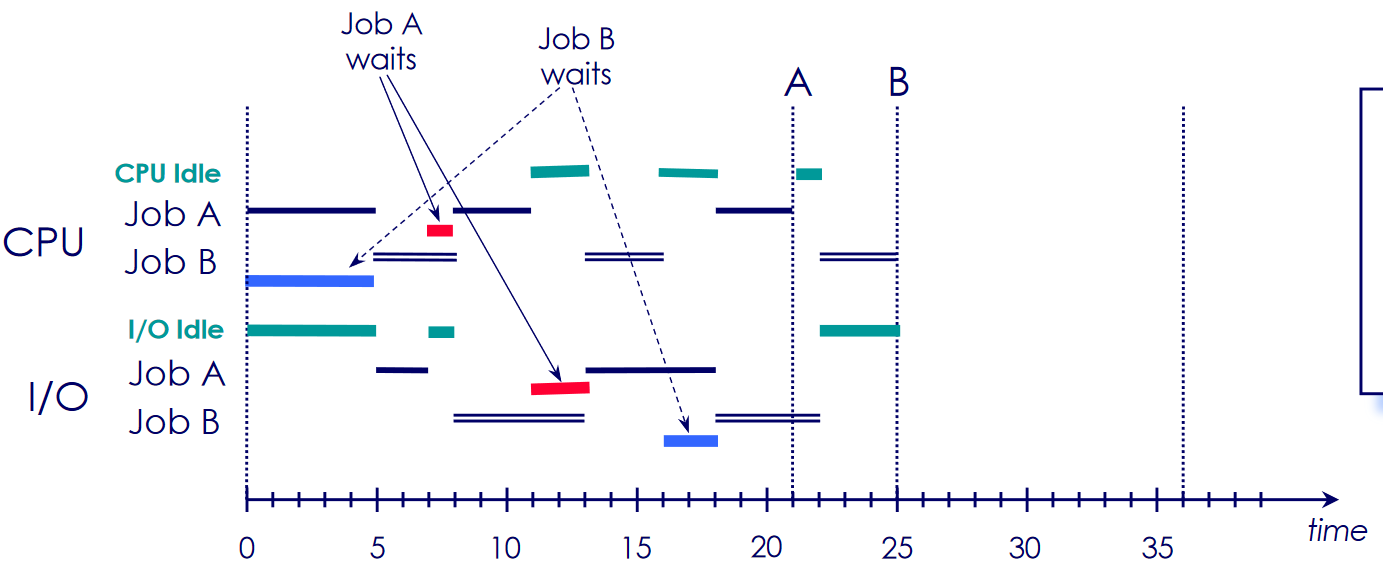 Job A
waits
Job B
waits
A
B
CPU Idle
Job A
CPU
Job B
I/O Idle
Job A
I/O
Job B
0 5 10 15 20 25 30 35
time